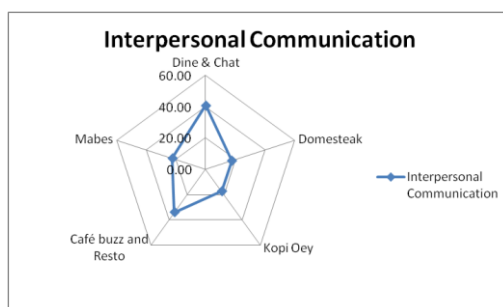 Interpersonal Communication
Dine & Chat
60.00
40.00
20.00
0.00
Mabes
Domesteak
Café buzz and
Resto
Kopi Oey
Interpersonal
Communication